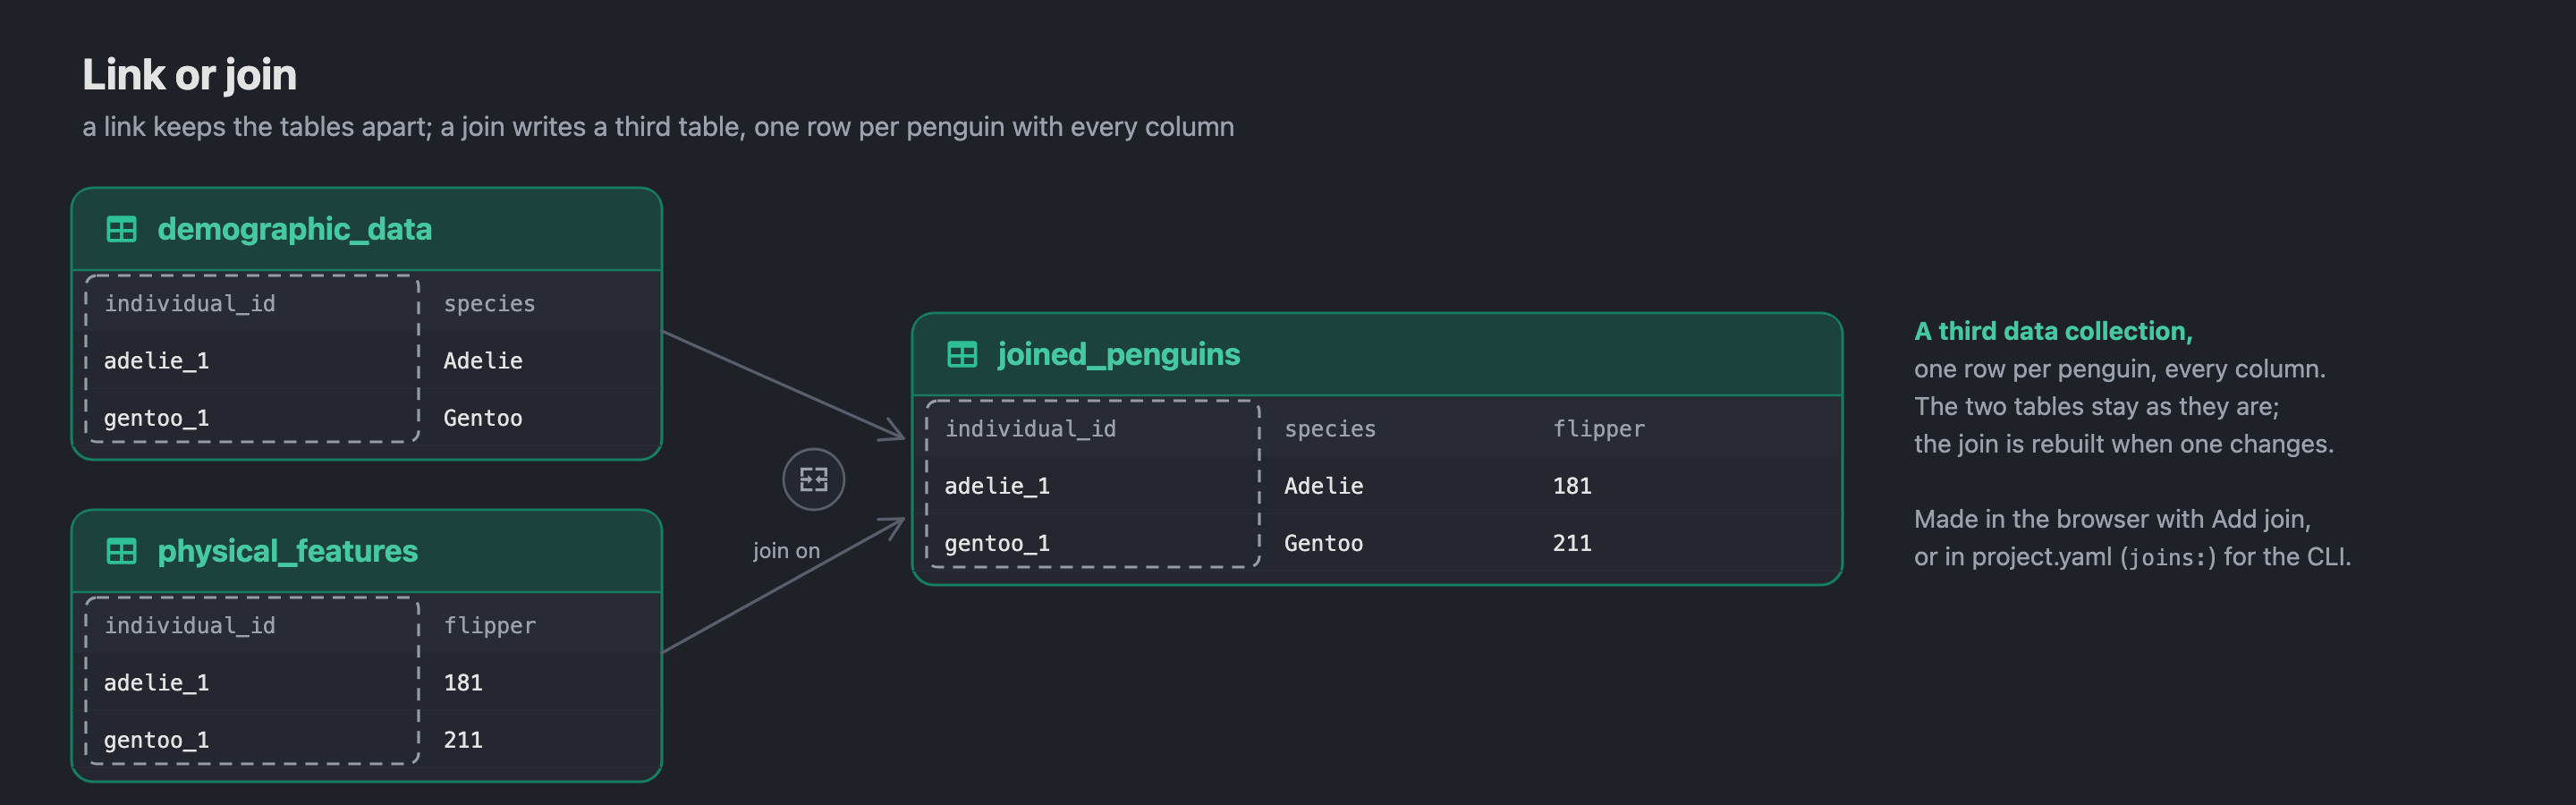 Link or join
a link keeps the tables apart; a join writes a third table, one row per penguin with every column
demographic_data
individual_id species
adelie_1 Adelie
gentoo_1 Gentoo
physical_features
individual_id flipper
adelie_1 181
gentoo_1 211
join on
joined_penguins
individual_id species flipper
adelie_1 Adelie 181
gentoo_1 Gentoo 211
A third data collection,
one row per penguin, every column.
The two tables stay as they are;
the join is rebuilt when one changes.
Made in the browser with Add join,
or in project.yaml (joins:) for the CLI.